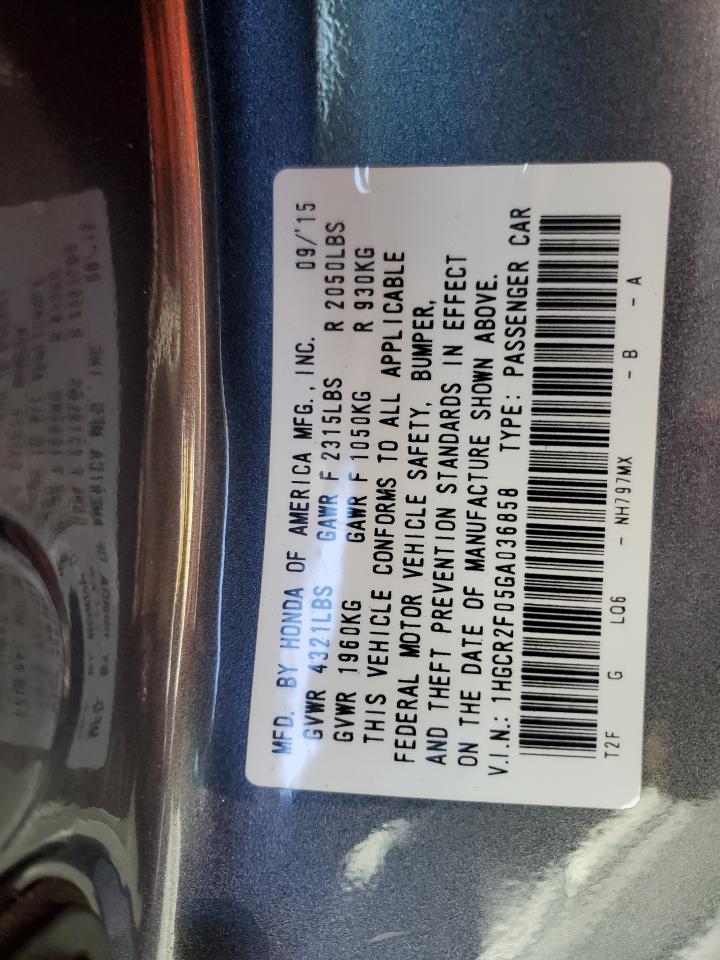 MFD. BY HONDA OF AMERICA MFG., INC. 09/'15
GVWR 4321LBS GAWR F 2315LBS R 2050LBS
GVWR 1960KG GAWR F 1050KG R 930KG
THIS VEHICLE CONFORMS TO ALL APPLICABLE
FEDERAL MOTOR VEHICLE SAFETY, BUMPER,
AND THEFT PREVENTION STANDARDS IN EFFECT
ON THE DATE OF MANUFACTURE SHOWN ABOVE.
V.I.N.: 1HGCR2F05GA036858 TYPE: PASSENGER CAR
T2F G LQ6 - NH797MX - B - A